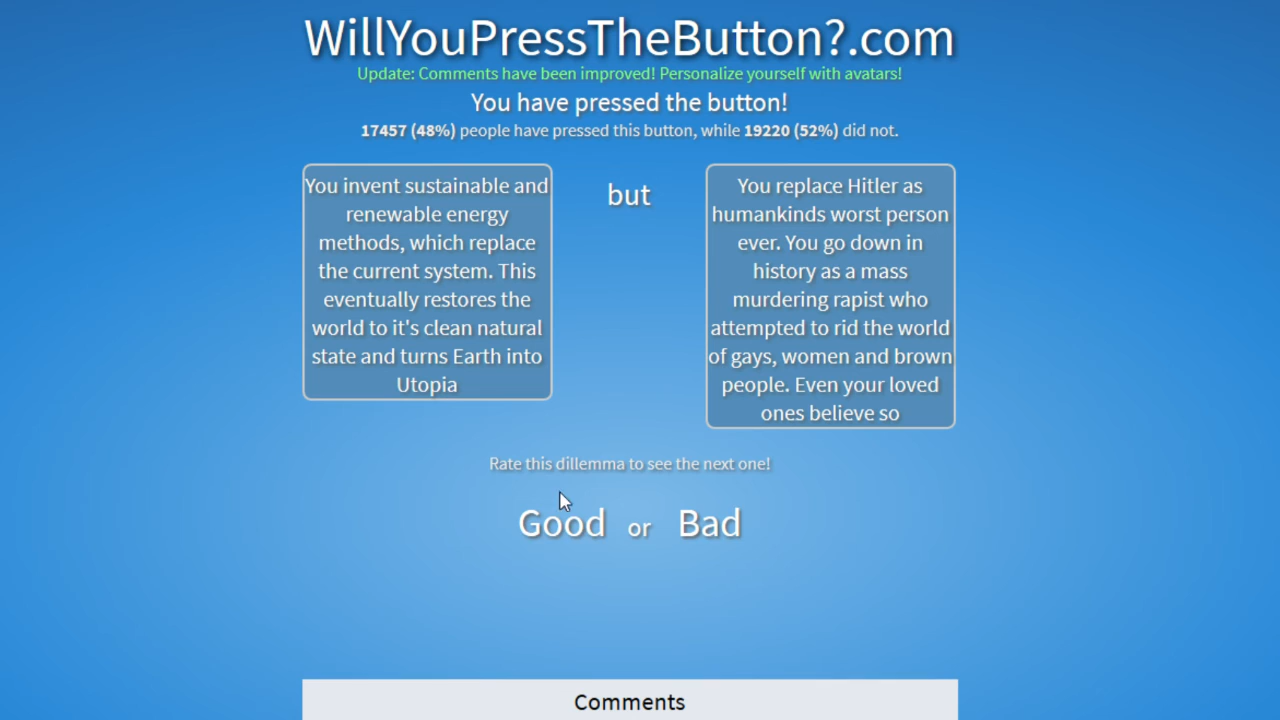 WillYouPressTheButton?.com
Update: Comments have been improved! Personalize yourself with avatars!
You have pressed the button!
17457 (48%) people have pressed this button, while 19220 (52%) did not.
You invent sustainable and
renewable energy
methods, which replace
the current system. This
eventually restores the
world to it's clean natural
state and turns Earth into
Utopia
but
You replace Hitler as
humankinds worst person
ever. You go down in
history as a mass
murdering rapist who
attempted to rid the world
of gays, women and brown
people. Even your loved
ones believe so
Rate this dillemma to see the next one!
Good or Bad
Comments